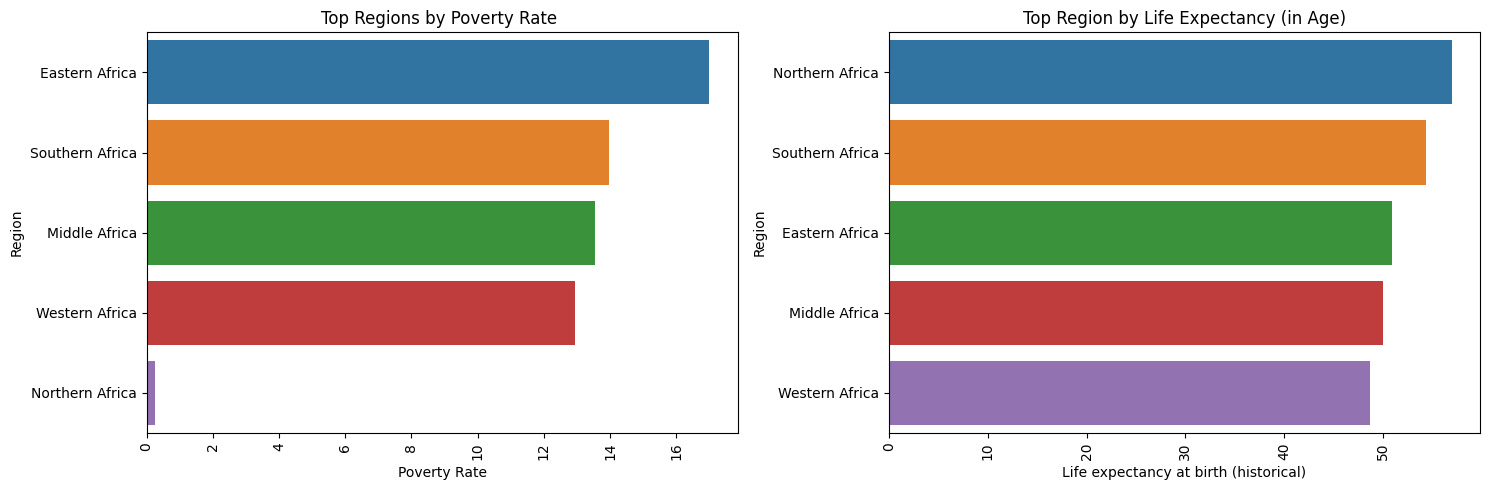 Top Regions by Poverty Rate
Region
Eastern Africa
Southern Africa
Middle Africa
Western Africa
Northern Africa
0 2 4 6 8 10 12 14 16
Poverty Rate
Top Region by Life Expectancy (in Age)
Region
Northern Africa
Southern Africa
Eastern Africa
Middle Africa
Western Africa
0 10 20 30 40 50
Life expectancy at birth (historical)